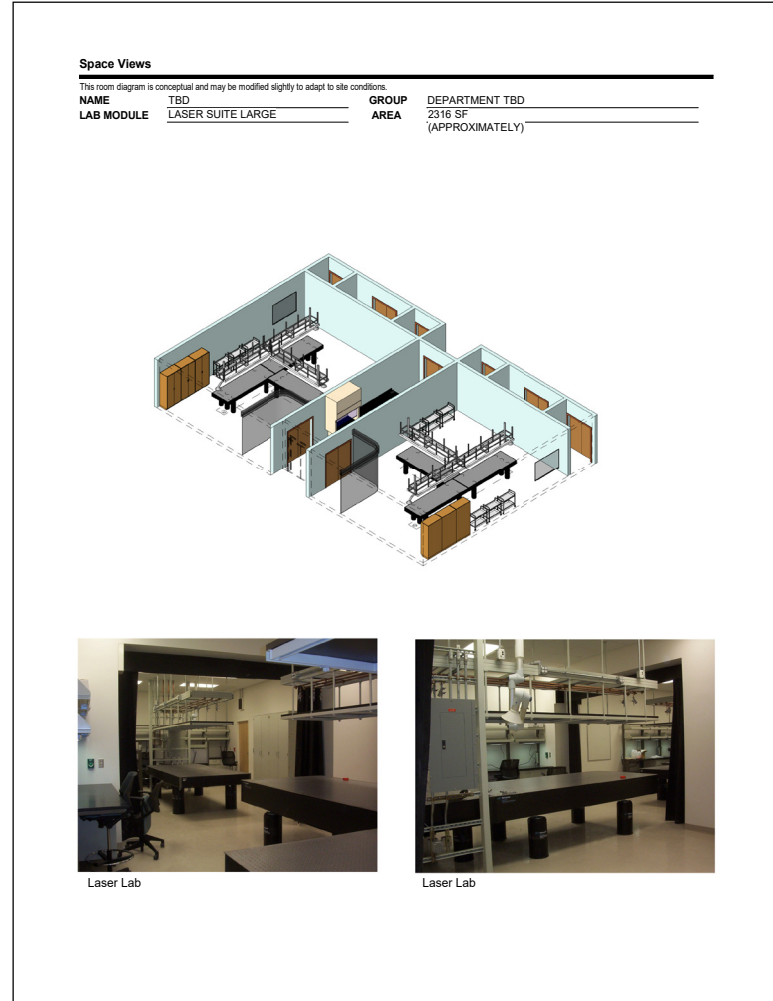 Space Views
This room diagram is conceptual and may be modified slightly to adapt to site conditions.
NAME TBD GROUP DEPARTMENT TBD
LAB MODULE LASER SUITE LARGE AREA 2316 SF
(APPROXIMATELY)
Laser Lab Laser Lab